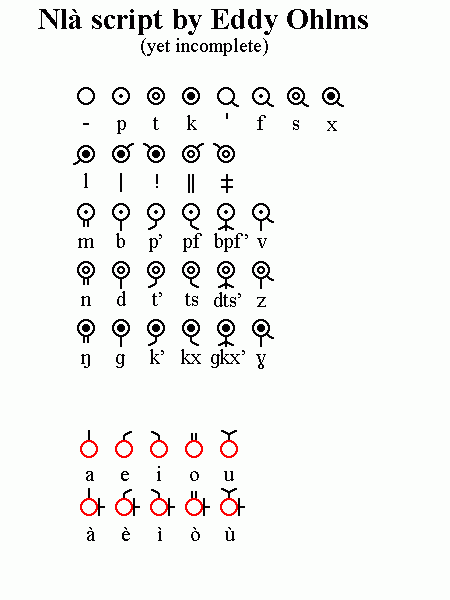 Nlà script by Eddy Ohlms
(yet incomplete)
- p t k ' f s x
l | ! ‖ ǂ
m b p' pf bpf' v
n d t' ts dts' z
ŋ g k' kx gkx' ɣ
a e i o u
à è ì ò ù